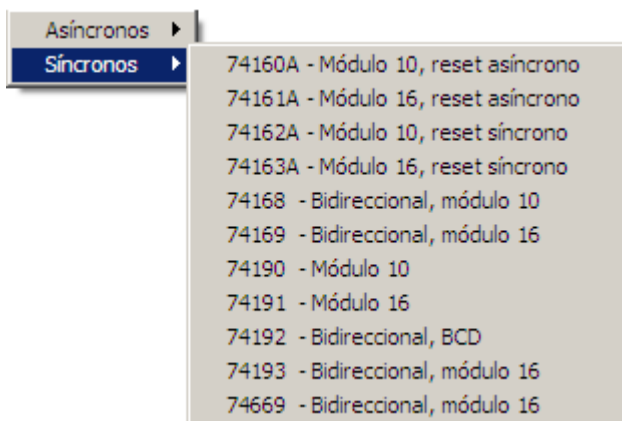 Asíncronos
Síncronos
74160A - Módulo 10, reset asíncrono
74161A - Módulo 16, reset asíncrono
74162A - Módulo 10, reset síncrono
74163A - Módulo 16, reset síncrono
74168 - Bidireccional, módulo 10
74169 - Bidireccional, módulo 16
74190 - Módulo 10
74191 - Módulo 16
74192 - Bidireccional, BCD
74193 - Bidireccional, módulo 16
74669 - Bidireccional, módulo 16